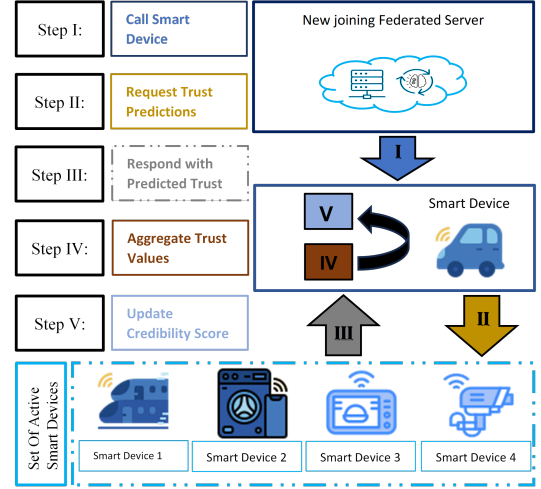 Step I:
Call Smart
Device
New joining Federated Server
Step II:
Request Trust
Predictions
I
Step III:
Respond with
Predicted Trust
Smart Device
V
Step IV:
Aggregate Trust
Values
IV
Step V:
Update
Credibility Score
III
II
Set Of Active
Smart Devices
Smart Device 1
Smart Device 2
Smart Device 3
Smart Device 4